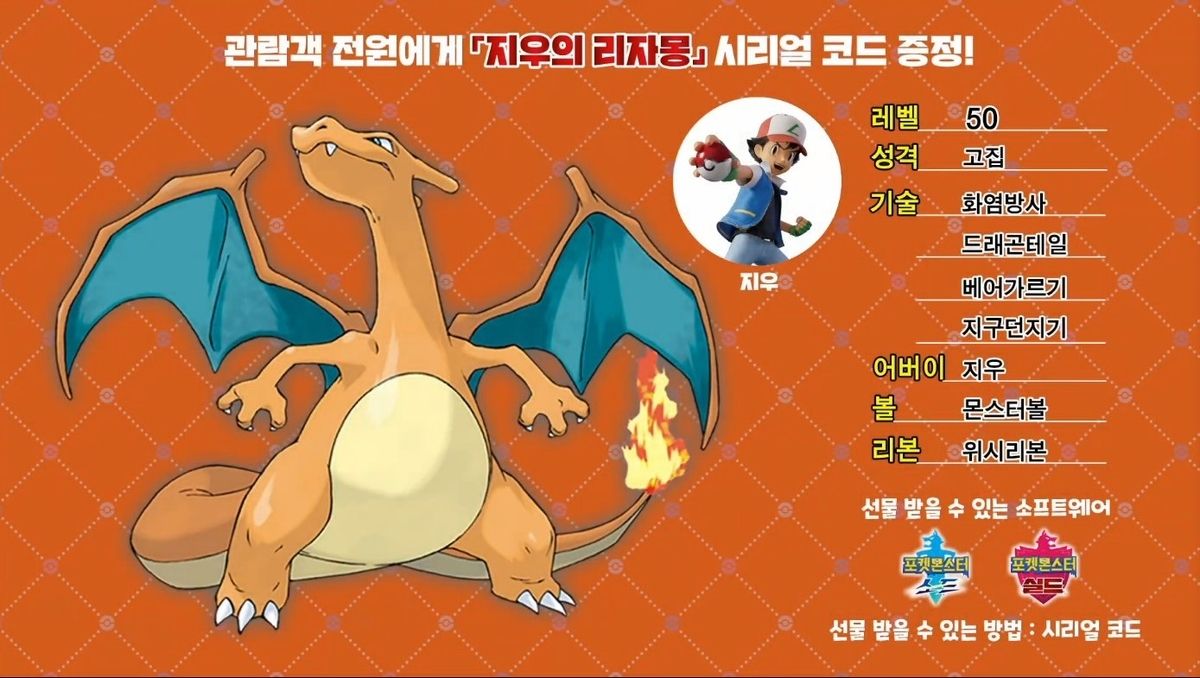 관람객 전원에게 「지우의 리자몽」 시리얼 코드 증정!
지우
레벨 50
성격 고집
기술 화염방사
드래곤테일
베어가르기
지구던지기
어버이 지우
볼 몬스터볼
리본 위시리본
선물 받을 수 있는 소프트웨어
포켓몬스터 소드
포켓몬스터 실드
선물 받을 수 있는 방법 : 시리얼 코드